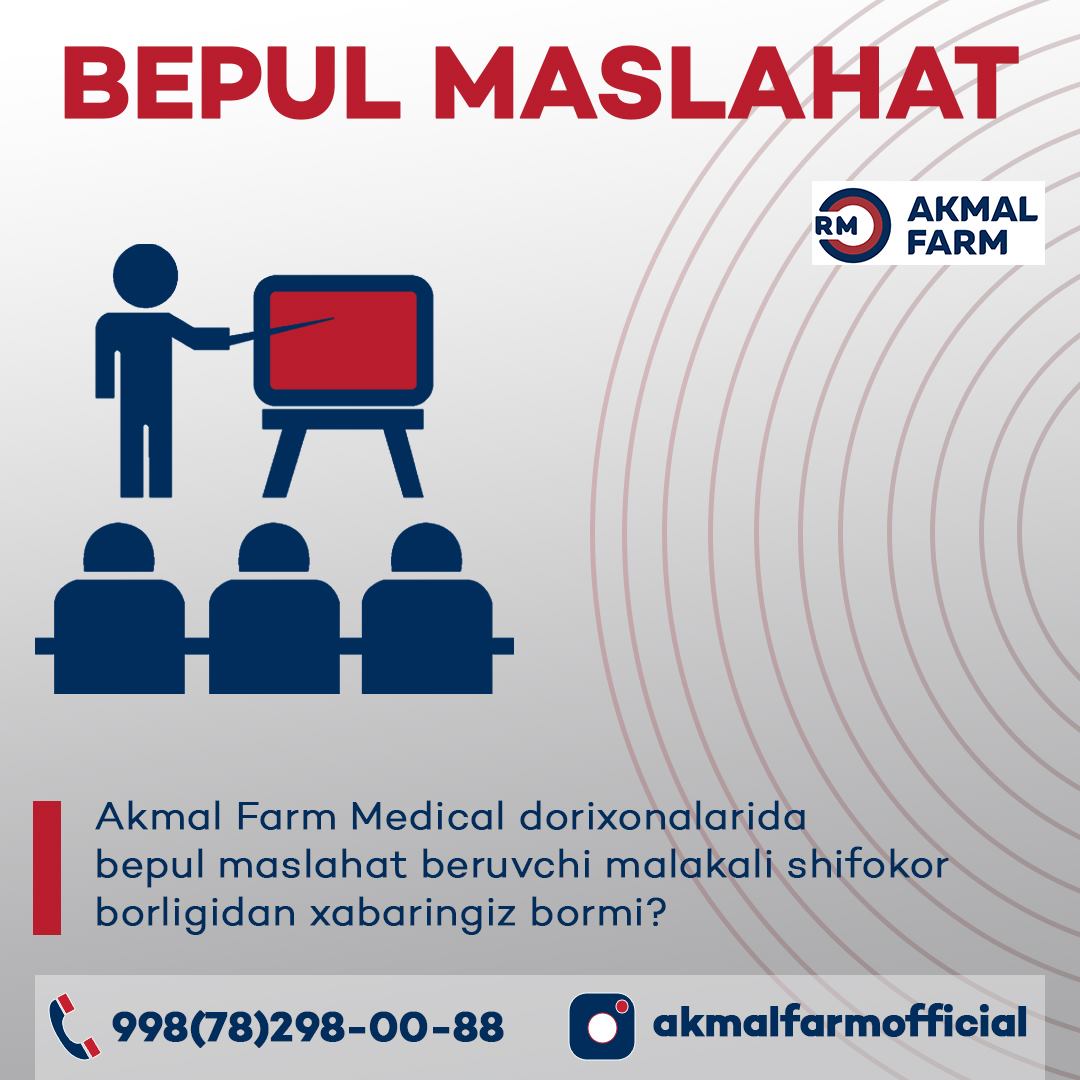 BEPUL MASLAHAT
RM
AKMAL
FARM
Akmal Farm Medical dorixonalarida
bepul maslahat beruvchi malakali shifokor
borligidan xabaringiz bormi?
998(78)298-00-88
akmalfarmofficial